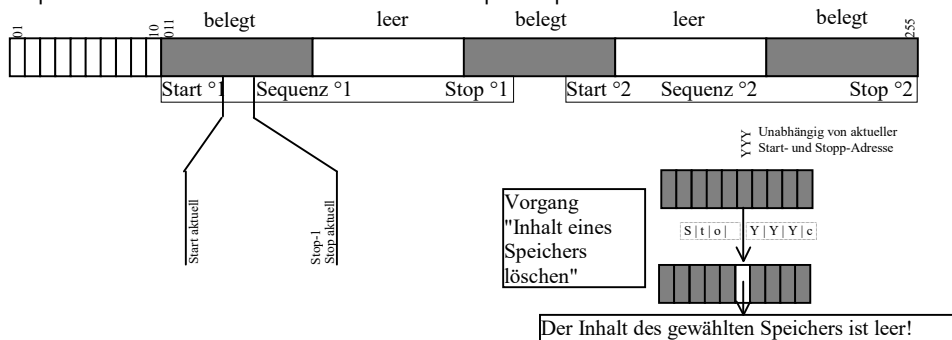 belegt leer belegt leer belegt
01 10 011 255
Start °1 Sequenz °1 Stop °1 Start °2 Sequenz °2 Stop °2
Start aktuell
Stop-1
Stop aktuell
YYY
YYY
Unabhängig von aktueller
Start- und Stopp-Adresse
Vorgang
"Inhalt eines
Speichers
löschen"
S | t | o | Y | Y | Y | c
Der Inhalt des gewählten Speichers ist leer!